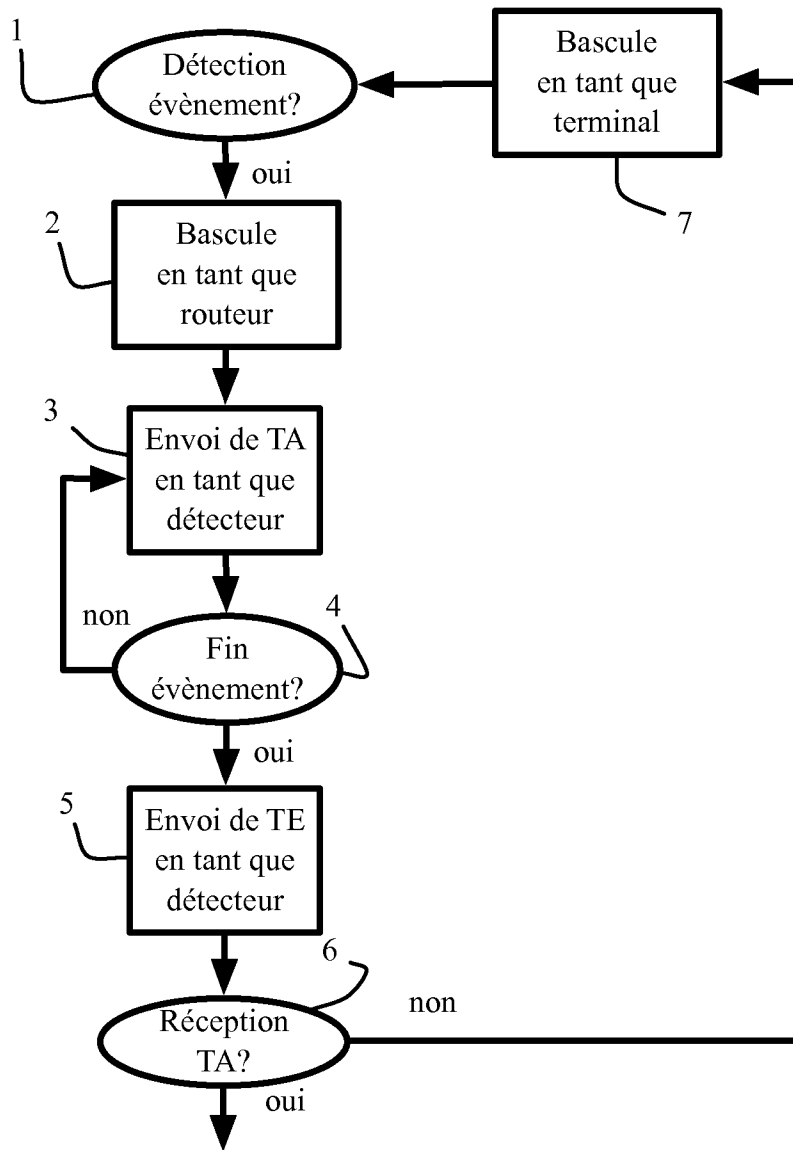 1
Détection
évènement?
Bascule
en tant que
terminal
7
oui
2
Bascule
en tant que
routeur
3
Envoi de TA
en tant que
détecteur
non
4
Fin
évènement?
oui
5
Envoi de TE
en tant que
détecteur
6
Réception
TA?
non
oui